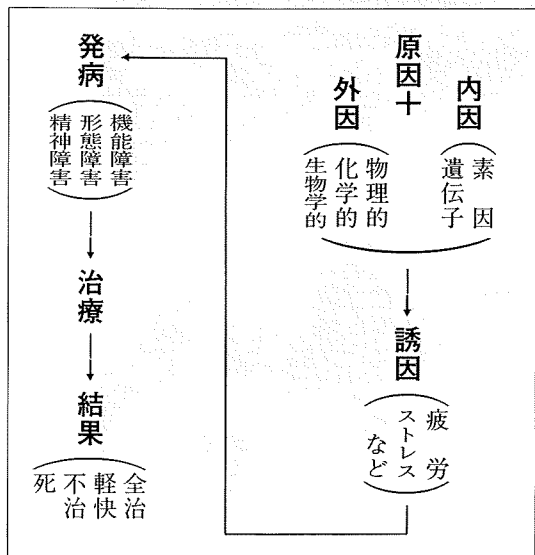 内因
素因
遺伝子
原因＋
外因
物理的
化学的
生物学的
誘因
疲労
ストレス
など
発病
機能障害
形態障害
精神障害
治療
結果
全治
軽快
不治
死